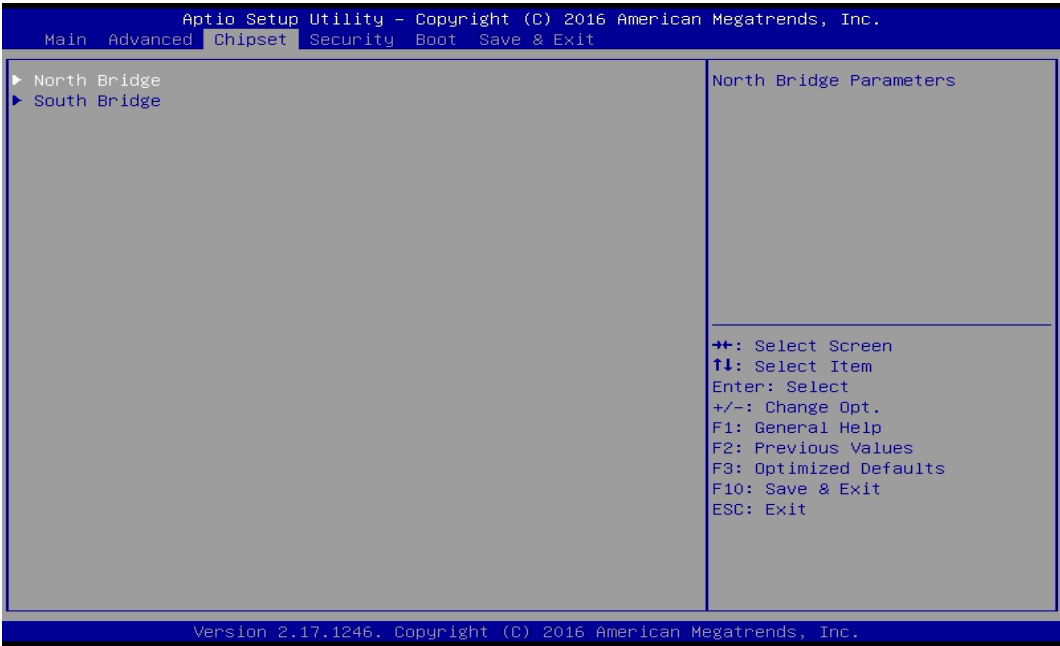 Aptio Setup Utility – Copyright (C) 2016 American Megatrends, Inc.
Main Advanced Chipset Security Boot Save & Exit
▶ North Bridge
▶ South Bridge
North Bridge Parameters
→←: Select Screen
↑↓: Select Item
Enter: Select
+/-: Change Opt.
F1: General Help
F2: Previous Values
F3: Optimized Defaults
F10: Save & Exit
ESC: Exit
Version 2.17.1246. Copyright (C) 2016 American Megatrends, Inc.